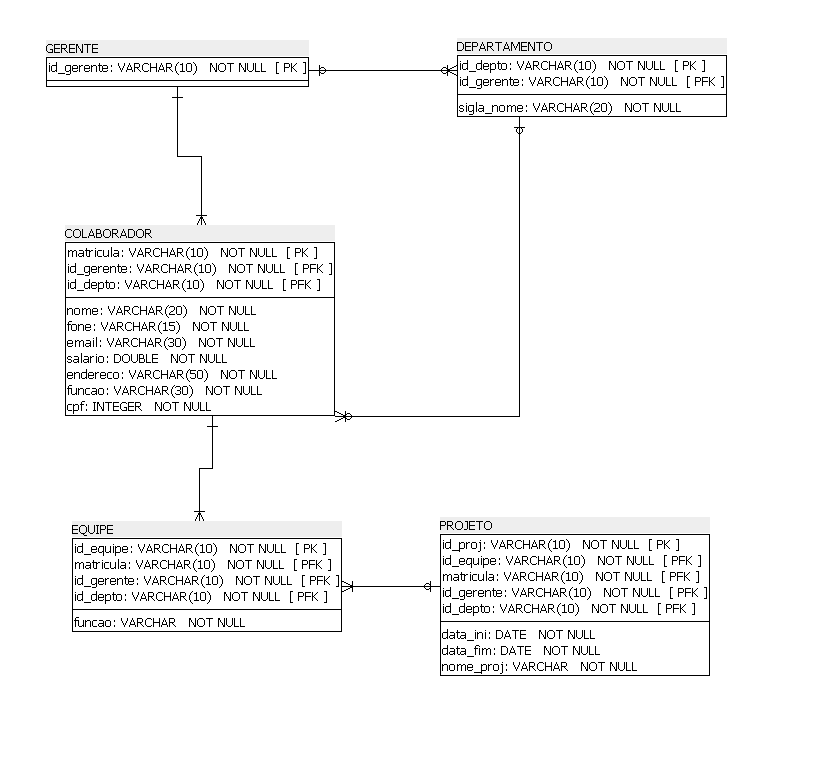 GERENTE
id_gerente: VARCHAR(10) NOT NULL [ PK ]
DEPARTAMENTO
id_depto: VARCHAR(10) NOT NULL [ PK ]
id_gerente: VARCHAR(10) NOT NULL [ PFK ]
sigla_nome: VARCHAR(20) NOT NULL
COLABORADOR
matricula: VARCHAR(10) NOT NULL [ PK ]
id_gerente: VARCHAR(10) NOT NULL [ PFK ]
id_depto: VARCHAR(10) NOT NULL [ PFK ]
nome: VARCHAR(20) NOT NULL
fone: VARCHAR(15) NOT NULL
email: VARCHAR(30) NOT NULL
salario: DOUBLE NOT NULL
endereco: VARCHAR(50) NOT NULL
funcao: VARCHAR(30) NOT NULL
cpf: INTEGER NOT NULL
EQUIPE
id_equipe: VARCHAR(10) NOT NULL [ PK ]
matricula: VARCHAR(10) NOT NULL [ PFK ]
id_gerente: VARCHAR(10) NOT NULL [ PFK ]
id_depto: VARCHAR(10) NOT NULL [ PFK ]
funcao: VARCHAR NOT NULL
PROJETO
id_proj: VARCHAR(10) NOT NULL [ PK ]
id_equipe: VARCHAR(10) NOT NULL [ PFK ]
matricula: VARCHAR(10) NOT NULL [ PFK ]
id_gerente: VARCHAR(10) NOT NULL [ PFK ]
id_depto: VARCHAR(10) NOT NULL [ PFK ]
data_ini: DATE NOT NULL
data_fim: DATE NOT NULL
nome_proj: VARCHAR NOT NULL